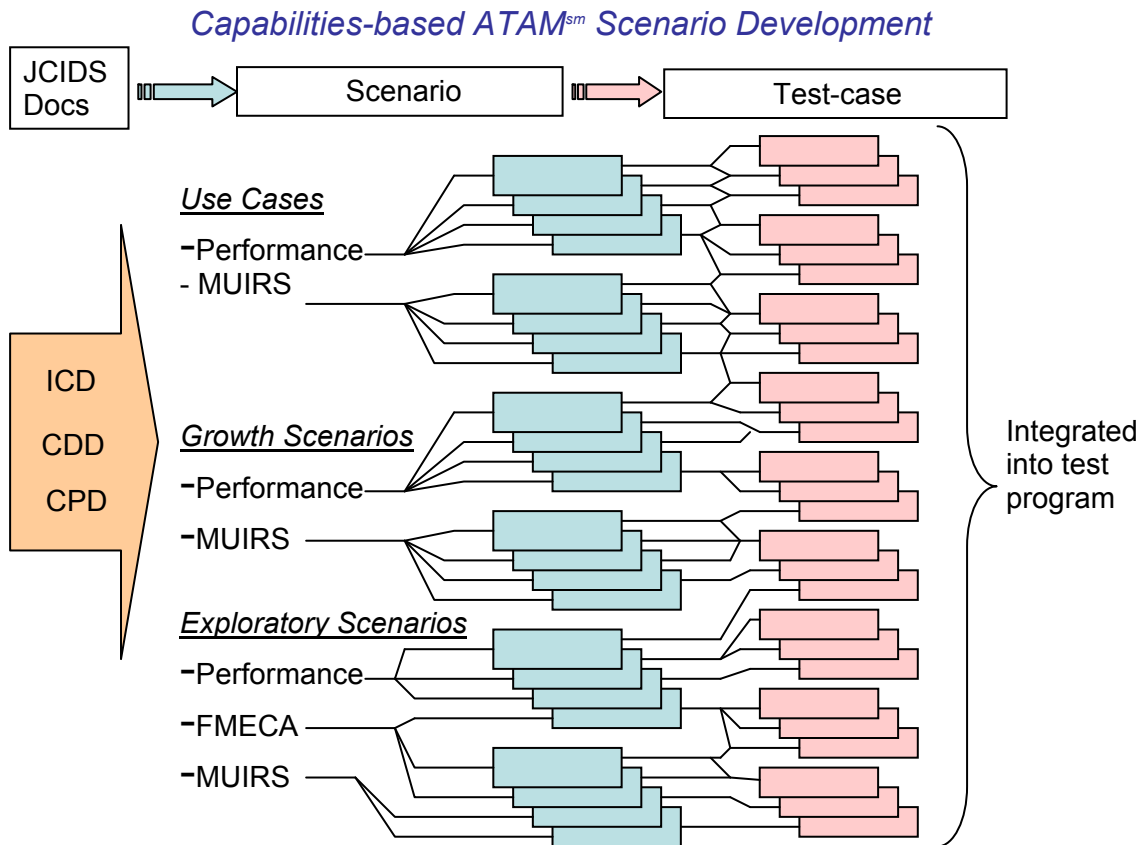 Capabilities-based ATAMsm Scenario Development
JCIDS
Docs
Scenario
Test-case
Use Cases
-Performance
- MUIRS
ICD
CDD
CPD
Growth Scenarios
-Performance
-MUIRS
Exploratory Scenarios
-Performance
-FMECA
-MUIRS
Integrated
into test
program